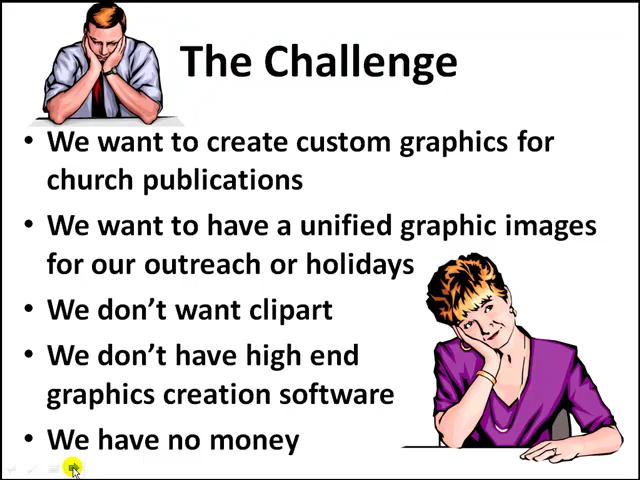 The Challenge
• We want to create custom graphics for
church publications
• We want to have a unified graphic images
for our outreach or holidays
• We don't want clipart
• We don't have high end
graphics creation software
• We have no money